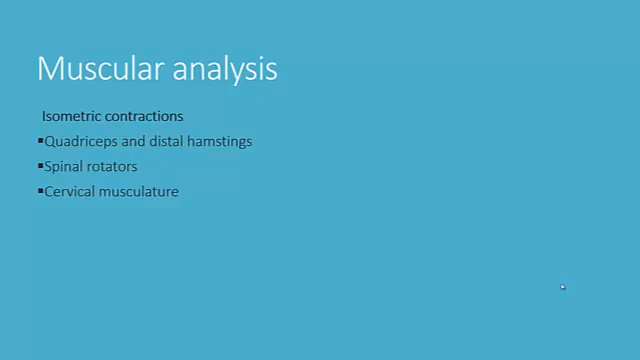 Muscular analysis
Isometric contractions
▪Quadriceps and distal hamstings
▪Spinal rotators
▪Cervical musculature